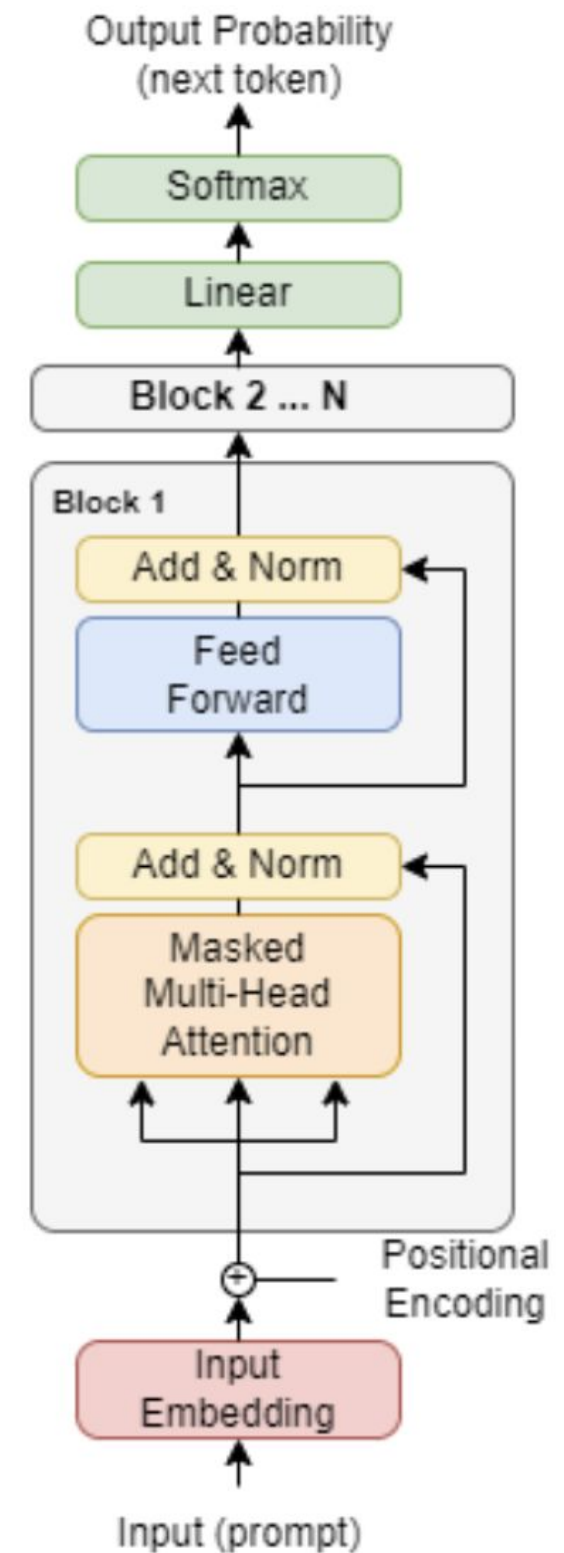 Output Probability
(next token)
Softmax
Linear
Block 2 ... N
Block 1
Add & Norm
Feed
Forward
Add & Norm
Masked
Multi-Head
Attention
Positional
Encoding
+
Input
Embedding
Input (prompt)